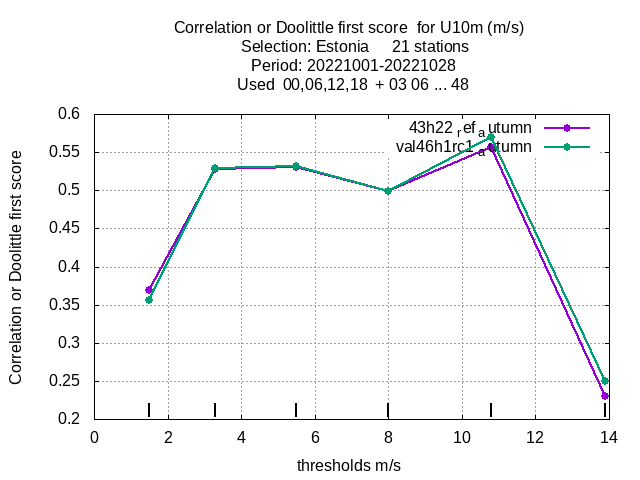 Correlation or Doolittle first score  for U10m (m/s)
Selection: Estonia     21 stations
Period: 20221001-20221028
Used  00,06,12,18  + 03 06 ... 48
Correlation or Doolittle first score
0.6
0.55
0.5
0.45
0.4
0.35
0.3
0.25
0.2
43h22 ref autumn
val46h1rc1 autumn
0 2 4 6 8 10 12 14
thresholds m/s